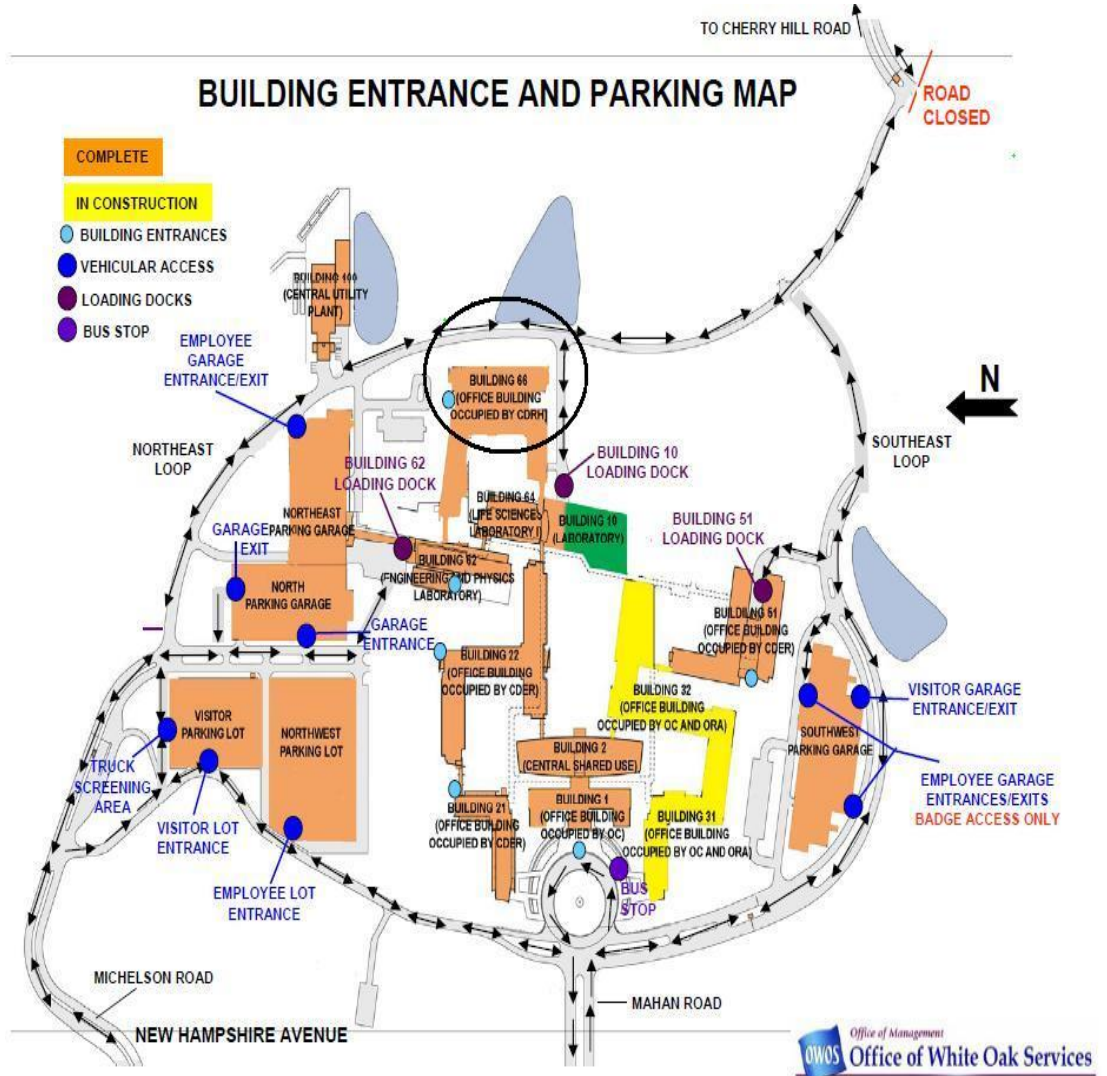 TO CHERRY HILL ROAD
BUILDING ENTRANCE AND PARKING MAP
ROAD
CLOSED
COMPLETE
IN CONSTRUCTION
BUILDING ENTRANCES
VEHICULAR ACCESS
LOADING DOCKS
BUS STOP
BUILDING 100
(CENTRAL UTILITY
PLANT)
EMPLOYEE
GARAGE
ENTRANCE/EXIT
BUILDING 66
(OFFICE BUILDING
OCCUPIED BY CDRH)
N
NORTHEAST
LOOP
SOUTHEAST
LOOP
BUILDING 62
LOADING DOCK
BUILDING 10
LOADING DOCK
BUILDING 64
(LIFE SCIENCES
LABORATORY I)
BUILDING 10
(LABORATORY)
BUILDING 51
LOADING DOCK
NORTHEAST
PARKING GARAGE
GARAGE
EXIT
BUILDING 62
(ENGINEERING AND PHYSICS
LABORATORY)
NORTH
PARKING GARAGE
GARAGE
ENTRANCE
BUILDILNG 51
(OFFICE BUILDING
OCCUPIED BY CDER)
BUILDING 22
(OFFICE BUILDING
OCCUPIED BY CDER)
BUILDING 32
(OFFICE BUILDING
OCCUPIED BY OC AND ORA)
VISITOR GARAGE
ENTRANCE/EXIT
VISITOR
PARKING LOT
NORTHWEST
PARKING LOT
SOUTHWEST
PARKING GARAGE
BUILDING 2
(CENTRAL SHARED USE)
TRUCK
SCREENING
AREA
EMPLOYEE GARAGE
ENTRANCES/EXITS
BADGE ACCESS ONLY
VISITOR LOT
ENTRANCE
BUILDING 21
(OFFICE BUILDING
OCCUPIED BY CDER)
BUILDING 1
(OFFICE BUILDING
OCCUPIED BY OC)
BUILDING 31
(OFFICE BUILDING
OCCUPIED BY OC AND ORA)
EMPLOYEE LOT
ENTRANCE
BUS
STOP
MICHELSON ROAD
MAHAN ROAD
NEW HAMPSHIRE AVENUE
OWOS
Office of Management
Office of White Oak Services